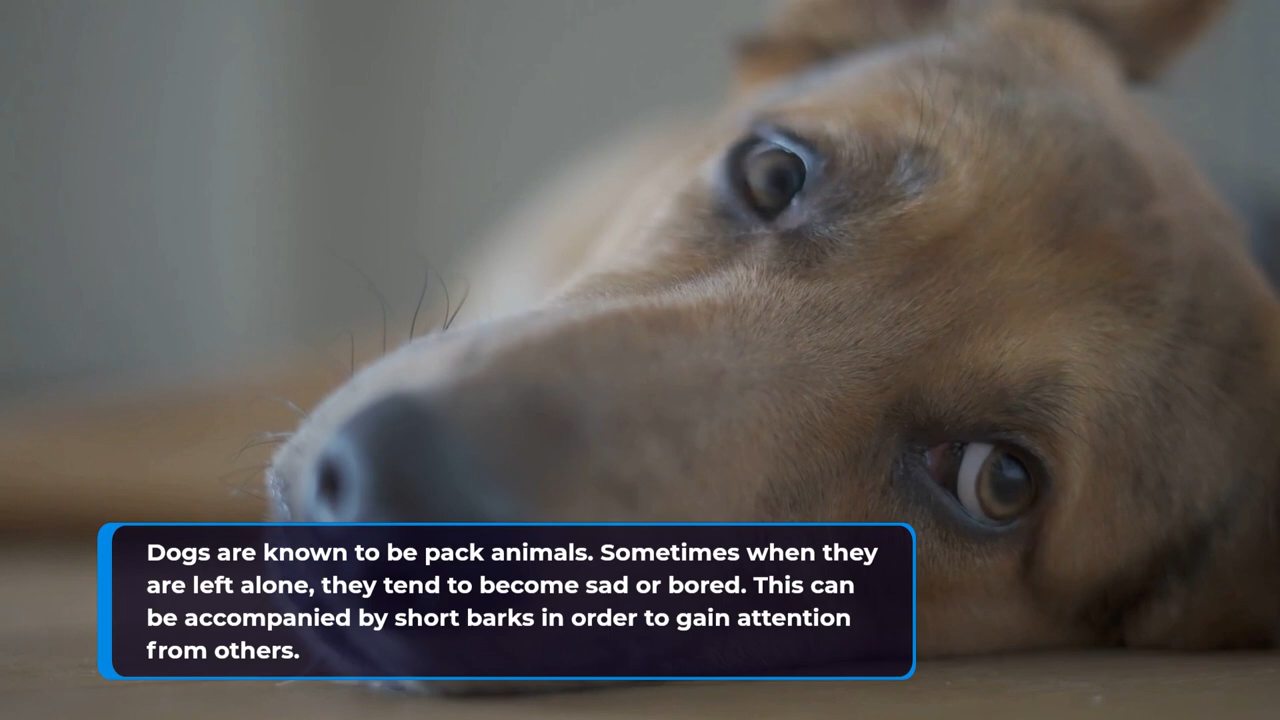 Dogs are known to be pack animals. Sometimes when they
are left alone, they tend to become sad or bored. This can
be accompanied by short barks in order to gain attention
from others.